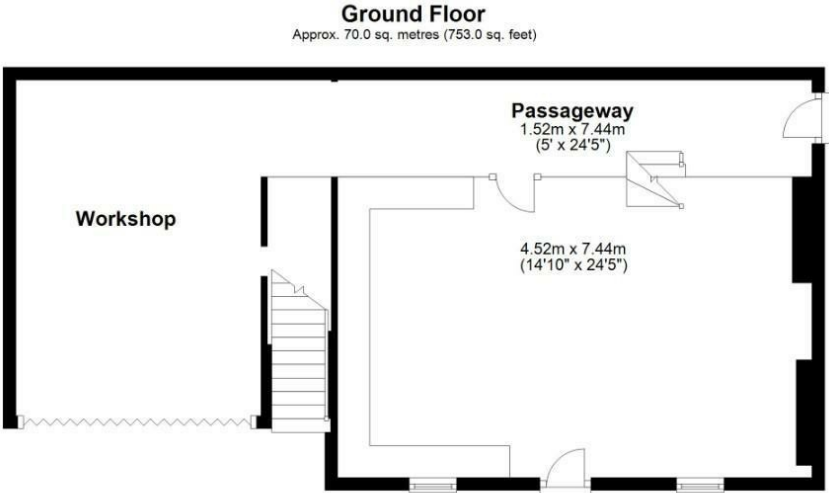 Ground Floor
Approx. 70.0 sq. metres (753.0 sq. feet)
Passageway
1.52m x 7.44m
(5' x 24'5")
Workshop
4.52m x 7.44m
(14'10" x 24'5")